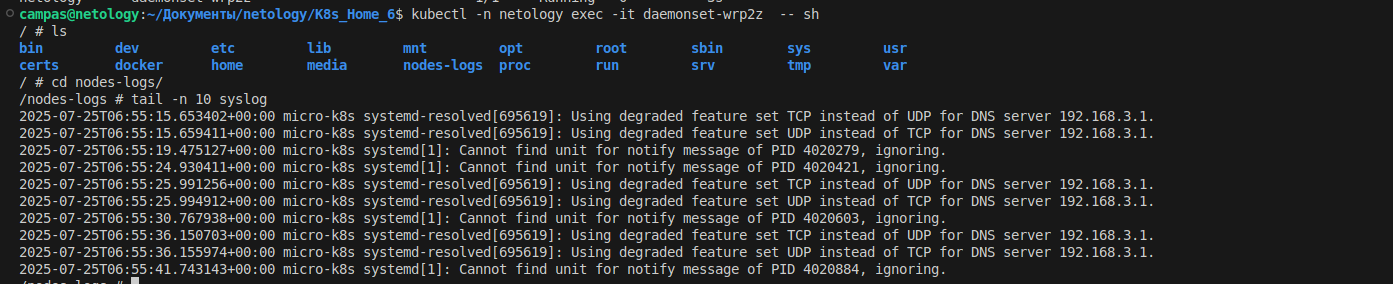 campas@netology:~/Документы/netology/K8s_Home_6$ kubectl -n netology exec -it daemonset-wrp2z  -- sh
/ # ls
bin dev etc lib mnt opt root sbin sys usr
certs docker home media nodes-logs proc run srv tmp var
/ # cd nodes-logs/
/nodes-logs # tail -n 10 syslog
2025-07-25T06:55:15.653402+00:00 micro-k8s systemd-resolved[695619]: Using degraded feature set TCP instead of UDP for DNS server 192.168.3.1.
2025-07-25T06:55:15.659411+00:00 micro-k8s systemd-resolved[695619]: Using degraded feature set UDP instead of TCP for DNS server 192.168.3.1.
2025-07-25T06:55:19.475127+00:00 micro-k8s systemd[1]: Cannot find unit for notify message of PID 4020279, ignoring.
2025-07-25T06:55:24.930411+00:00 micro-k8s systemd[1]: Cannot find unit for notify message of PID 4020421, ignoring.
2025-07-25T06:55:25.991256+00:00 micro-k8s systemd-resolved[695619]: Using degraded feature set TCP instead of UDP for DNS server 192.168.3.1.
2025-07-25T06:55:25.994912+00:00 micro-k8s systemd-resolved[695619]: Using degraded feature set UDP instead of TCP for DNS server 192.168.3.1.
2025-07-25T06:55:30.767938+00:00 micro-k8s systemd[1]: Cannot find unit for notify message of PID 4020603, ignoring.
2025-07-25T06:55:36.150703+00:00 micro-k8s systemd-resolved[695619]: Using degraded feature set TCP instead of UDP for DNS server 192.168.3.1.
2025-07-25T06:55:36.155974+00:00 micro-k8s systemd-resolved[695619]: Using degraded feature set UDP instead of TCP for DNS server 192.168.3.1.
2025-07-25T06:55:41.743143+00:00 micro-k8s systemd[1]: Cannot find unit for notify message of PID 4020884, ignoring.
/nodes-logs #